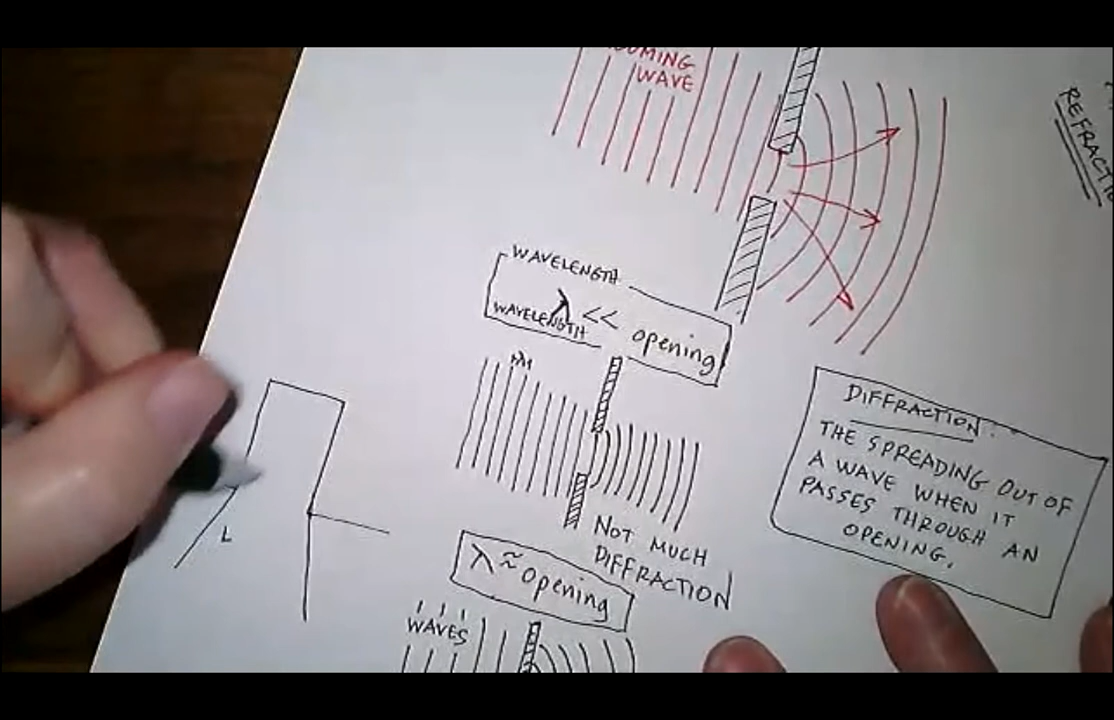 WAVE
REFRACTI
WAVELENGTH
WAVELENGTH
λ << opening
λ
DIFFRACTION:
THE SPREADING OUT OF
A WAVE WHEN IT
PASSES THROUGH AN
OPENING.
L
NOT MUCH
DIFFRACTION
λ ≈ opening
WAVES